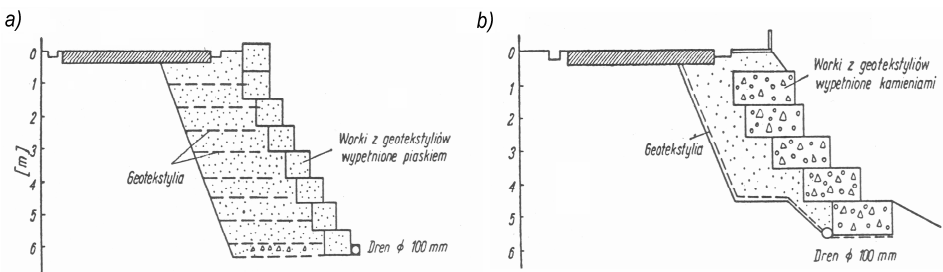 a)
0
1
2
3
4
5
6
[m]
Geotekstylia
Worki z geotekstyliów
wypełnione piaskiem
Dren ϕ 100 mm
b)
0
1
2
3
4
5
6
Worki z geotekstyliów
wypełnione kamieniami
Geotekstylia
Dren ϕ 100 mm